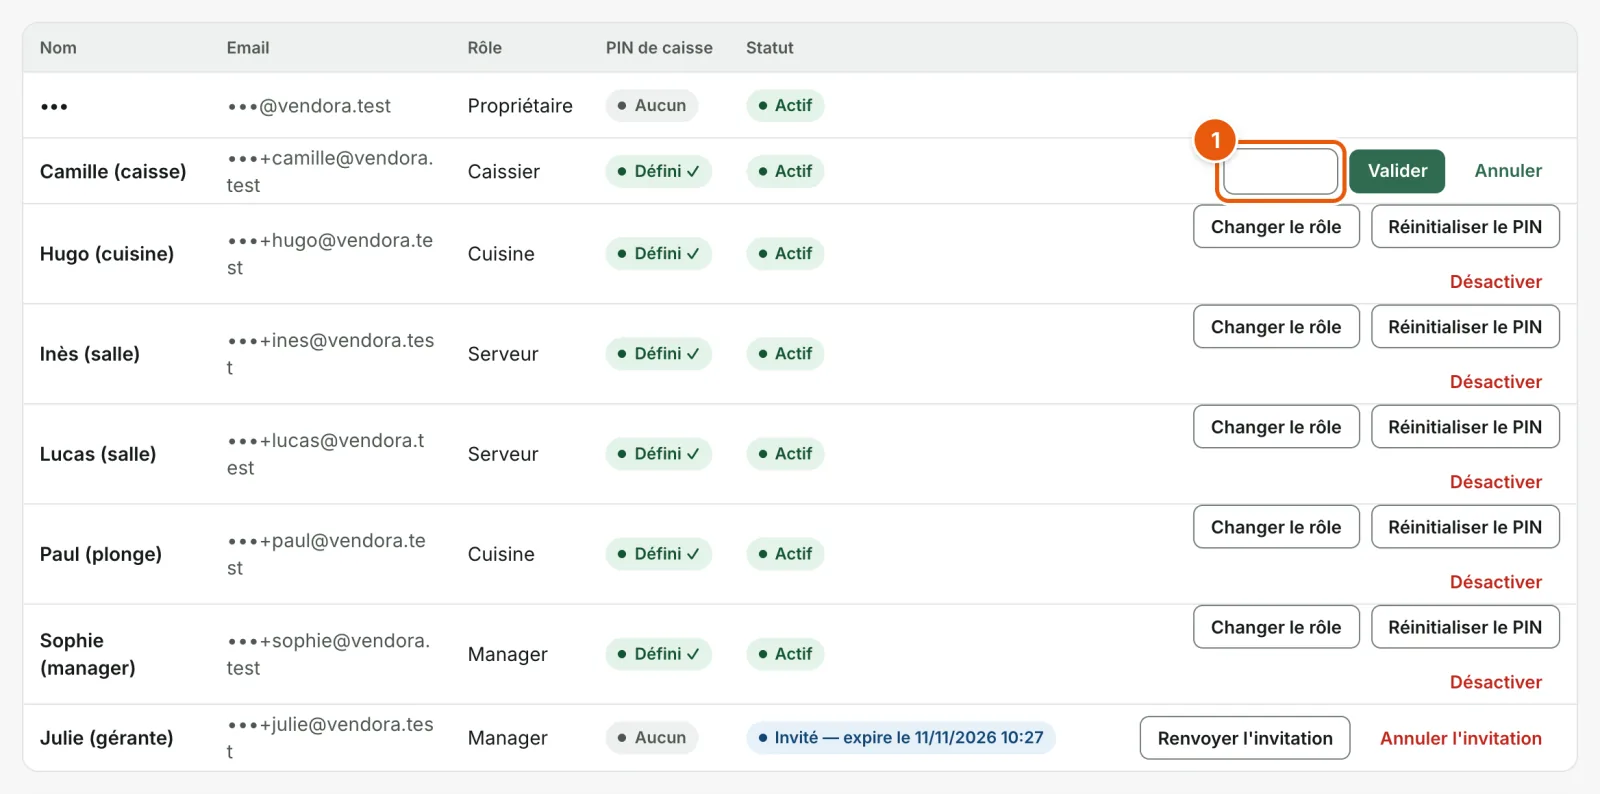 Nom Email Rôle PIN de caisse Statut
•••  •••@vendora.test Propriétaire • Aucun • Actif
1
Camille (caisse) •••+camille@vendora.
test Caissier • Défini ✓ • Actif Valider Annuler
Hugo (cuisine) •••+hugo@vendora.te
st Cuisine • Défini ✓ • Actif Changer le rôle Réinitialiser le PIN
Désactiver
Inès (salle) •••+ines@vendora.tes
t Serveur • Défini ✓ • Actif Changer le rôle Réinitialiser le PIN
Désactiver
Lucas (salle) •••+lucas@vendora.t
est Serveur • Défini ✓ • Actif Changer le rôle Réinitialiser le PIN
Désactiver
Paul (plonge) •••+paul@vendora.te
st Cuisine • Défini ✓ • Actif Changer le rôle Réinitialiser le PIN
Désactiver
Sophie
(manager) •••+sophie@vendora.
test Manager • Défini ✓ • Actif Changer le rôle Réinitialiser le PIN
Désactiver
Julie (gérante) •••+julie@vendora.tes
t Manager • Aucun • Invité — expire le 11/11/2026 10:27 Renvoyer l'invitation Annuler l'invitation